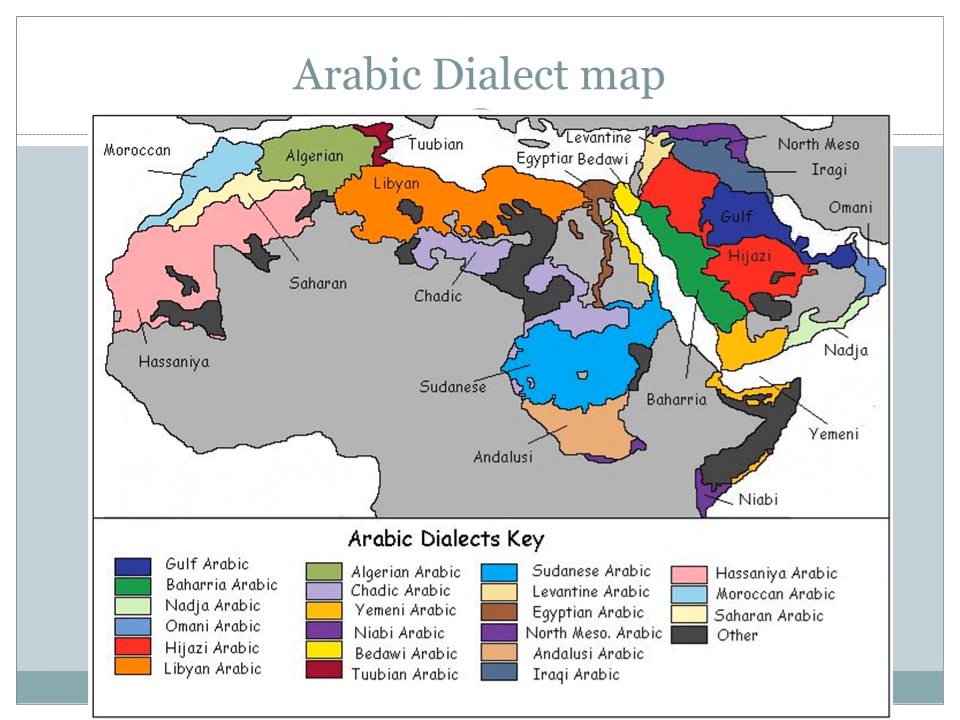 Arabic Dialect map
Moroccan
Algerian
Tuubian
Levantine
Egyptiar Bedawi
North Meso
Iraqi
Libyan
Omani
Gulf
Hijazi
Saharan
Chadic
Hassaniya
Nadja
Sudanese
Baharria
Yemeni
Andalusi
Niabi
Arabic Dialects Key
Gulf Arabic
Baharria Arabic
Nadja Arabic
Omani Arabic
Hijazi Arabic
Libyan Arabic
Algerian Arabic
Chadic Arabic
Yemeni Arabic
Niabi Arabic
Bedawi Arabic
Tuubian Arabic
Sudanese Arabic
Levantine Arabic
Egyptian Arabic
North Meso. Arabic
Andalusi Arabic
Iraqi Arabic
Hassaniya Arabic
Moroccan Arabic
Saharan Arabic
Other